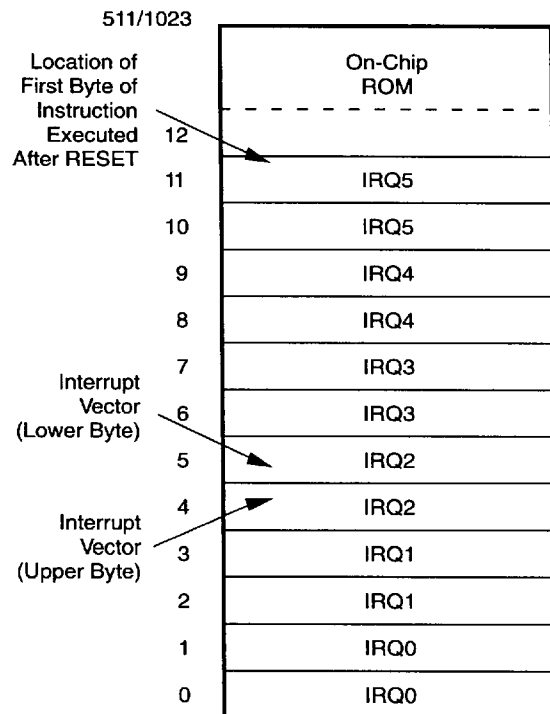 511/1023
Location of
First Byte of
Instruction
Executed
After RESET
On-Chip
ROM
12
11 IRQ5
10 IRQ5
9 IRQ4
8 IRQ4
7 IRQ3
Interrupt
Vector
(Lower Byte)
6 IRQ3
5 IRQ2
4 IRQ2
Interrupt
Vector
(Upper Byte)
3 IRQ1
2 IRQ1
1 IRQ0
0 IRQ0